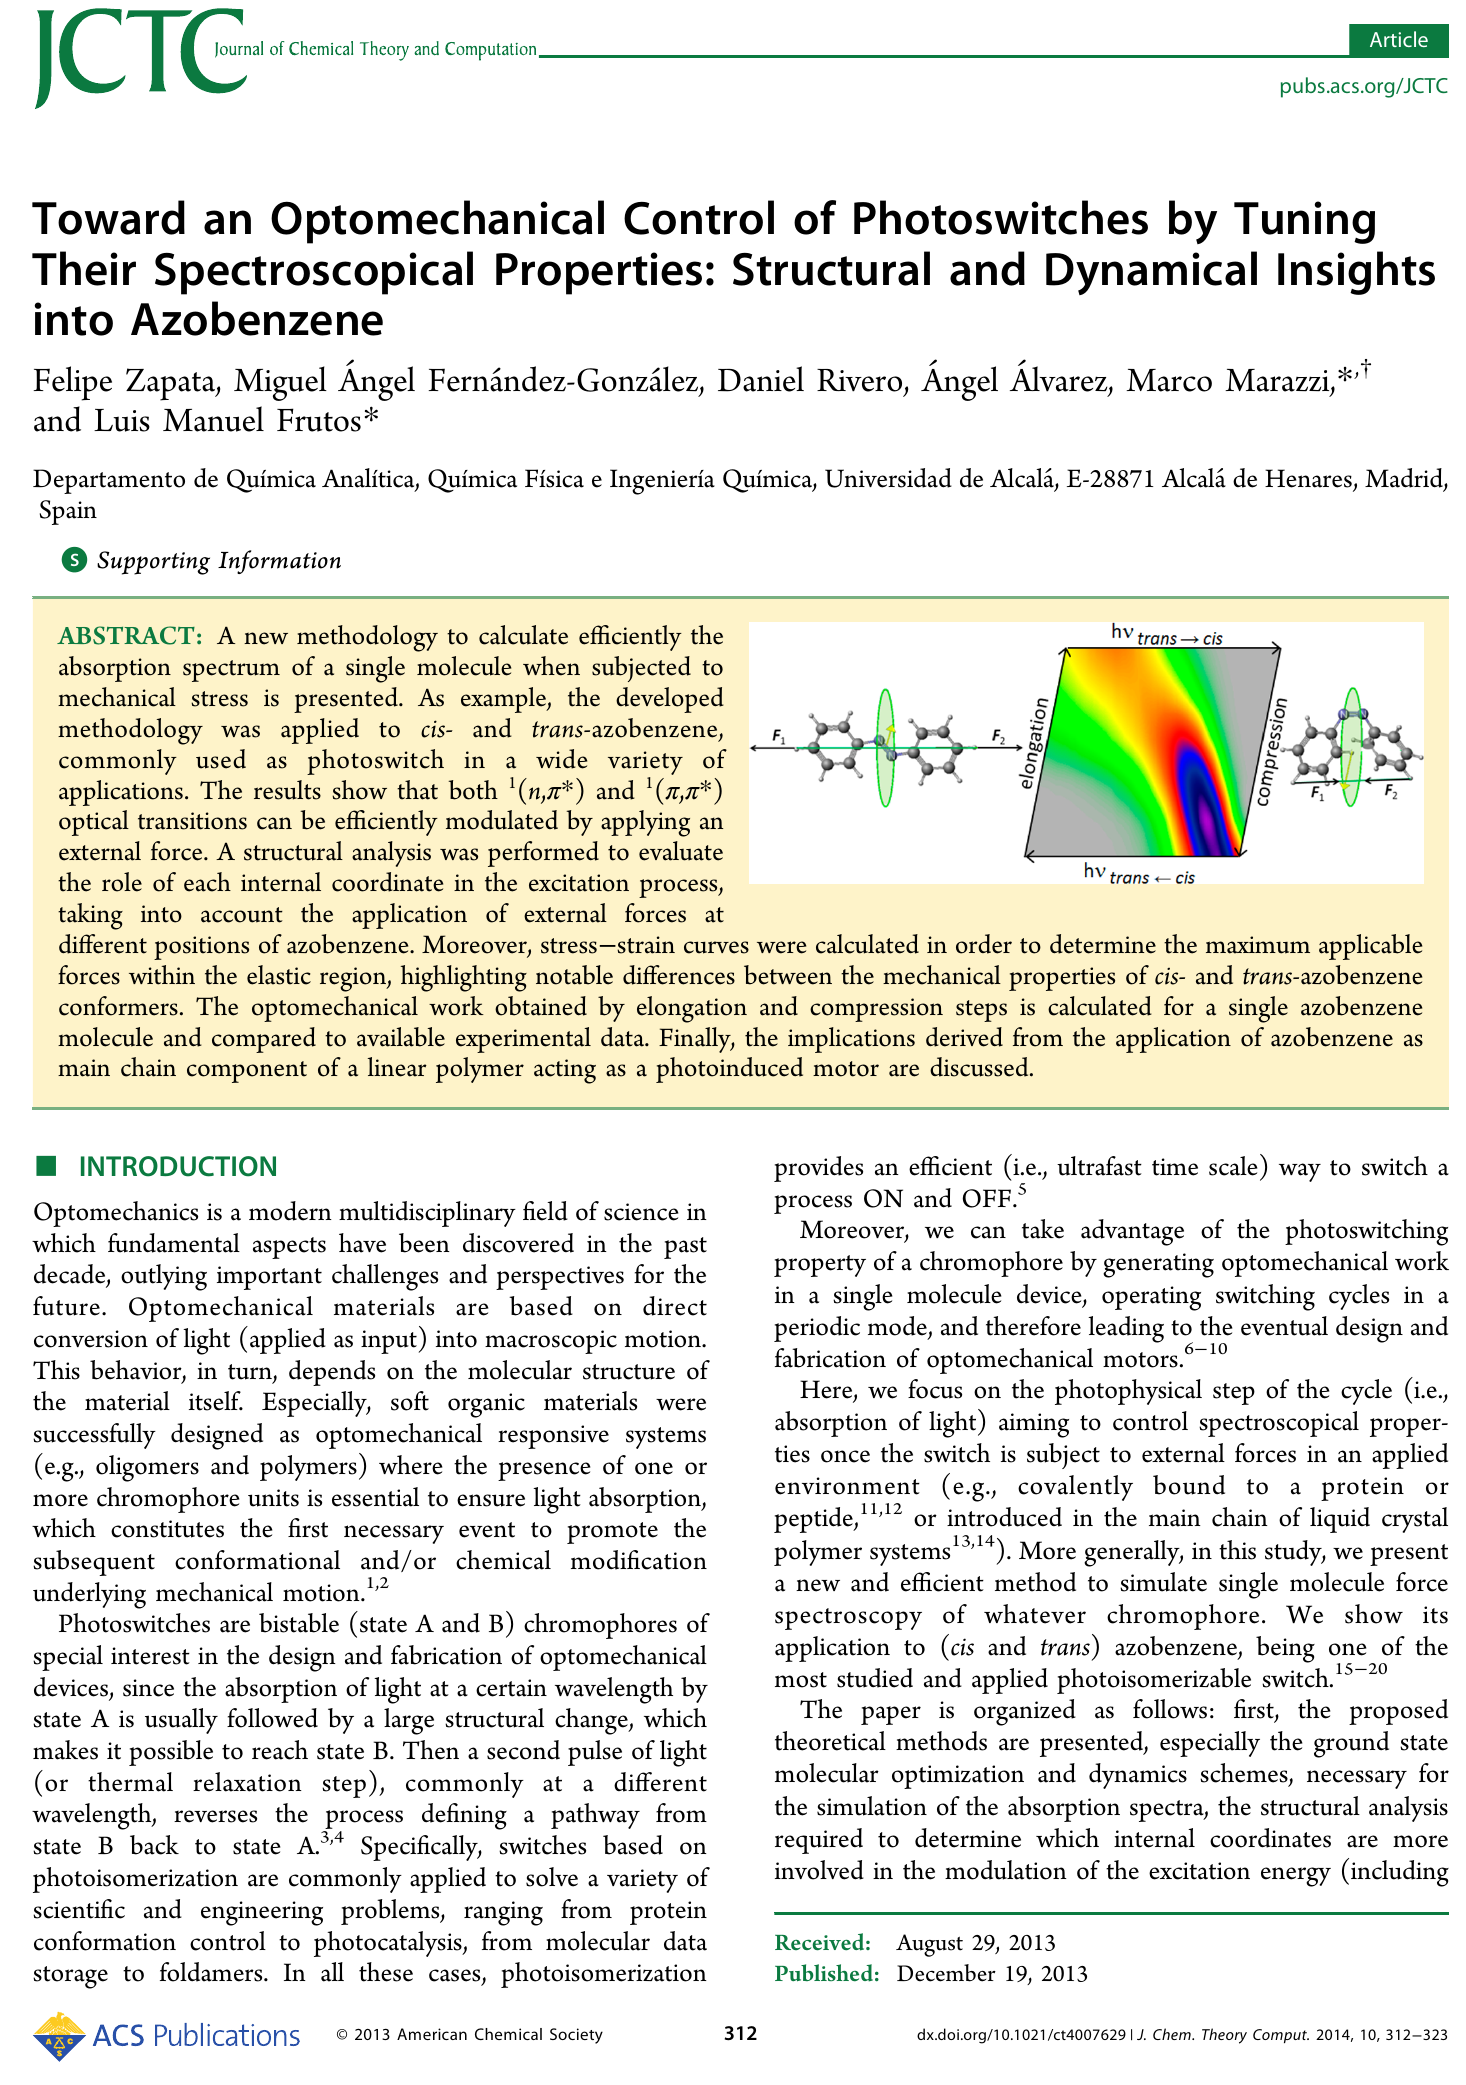 JCTC Journal of Chemical Theory and Computation
Article
pubs.acs.org/JCTC
Toward an Optomechanical Control of Photoswitches by Tuning
Their Spectroscopical Properties: Structural and Dynamical Insights
into Azobenzene
Felipe Zapata, Miguel Ángel Fernández-González, Daniel Rivero, Ángel Álvarez, Marco Marazzi,*,†
and Luis Manuel Frutos*
Departamento de Química Analítica, Química Física e Ingeniería Química, Universidad de Alcalá, E-28871 Alcalá de Henares, Madrid,
Spain
S Supporting Information
ABSTRACT: A new methodology to calculate efficiently the
absorption spectrum of a single molecule when subjected to
mechanical stress is presented. As example, the developed
methodology was applied to cis- and trans-azobenzene,
commonly used as photoswitch in a wide variety of
applications. The results show that both 1(n,π*) and 1(π,π*)
optical transitions can be efficiently modulated by applying an
external force. A structural analysis was performed to evaluate
the role of each internal coordinate in the excitation process,
taking into account the application of external forces at
different positions of azobenzene. Moreover, stress−strain curves were calculated in order to determine the maximum applicable
forces within the elastic region, highlighting notable differences between the mechanical properties of cis- and trans-azobenzene
conformers. The optomechanical work obtained by elongation and compression steps is calculated for a single azobenzene
molecule and compared to available experimental data. Finally, the implications derived from the application of azobenzene as
main chain component of a linear polymer acting as a photoinduced motor are discussed.
hν trans → cis
F1
N
N
F2
elongation
compression
N N
F1
F2
hν trans ← cis
■ INTRODUCTION
Optomechanics is a modern multidisciplinary field of science in
which fundamental aspects have been discovered in the past
decade, outlying important challenges and perspectives for the
future. Optomechanical materials are based on direct
conversion of light (applied as input) into macroscopic motion.
This behavior, in turn, depends on the molecular structure of
the material itself. Especially, soft organic materials were
successfully designed as optomechanical responsive systems
(e.g., oligomers and polymers) where the presence of one or
more chromophore units is essential to ensure light absorption,
which constitutes the first necessary event to promote the
subsequent conformational and/or chemical modification
underlying mechanical motion.1,2
Photoswitches are bistable (state A and B) chromophores of
special interest in the design and fabrication of optomechanical
devices, since the absorption of light at a certain wavelength by
state A is usually followed by a large structural change, which
makes it possible to reach state B. Then a second pulse of light
(or thermal relaxation step), commonly at a different
wavelength, reverses the process defining a pathway from
state B back to state A.3,4 Specifically, switches based on
photoisomerization are commonly applied to solve a variety of
scientific and engineering problems, ranging from protein
conformation control to photocatalysis, from molecular data
storage to foldamers. In all these cases, photoisomerization
provides an efficient (i.e., ultrafast time scale) way to switch a
process ON and OFF.5
Moreover, we can take advantage of the photoswitching
property of a chromophore by generating optomechanical work
in a single molecule device, operating switching cycles in a
periodic mode, and therefore leading to the eventual design and
fabrication of optomechanical motors.6−10
Here, we focus on the photophysical step of the cycle (i.e.,
absorption of light) aiming to control spectroscopical proper-
ties once the switch is subject to external forces in an applied
environment (e.g., covalently bound to a protein or
peptide,11,12 or introduced in the main chain of liquid crystal
polymer systems13,14). More generally, in this study, we present
a new and efficient method to simulate single molecule force
spectroscopy of whatever chromophore. We show its
application to (cis and trans) azobenzene, being one of the
most studied and applied photoisomerizable switch.15−20
The paper is organized as follows: first, the proposed
theoretical methods are presented, especially the ground state
molecular optimization and dynamics schemes, necessary for
the simulation of the absorption spectra, the structural analysis
required to determine which internal coordinates are more
involved in the modulation of the excitation energy (including
Received: August 29, 2013
Published: December 19, 2013
ACS Publications
© 2013 American Chemical Society
312
dx.doi.org/10.1021/ct4007629 | J. Chem. Theory Comput. 2014, 10, 312−323